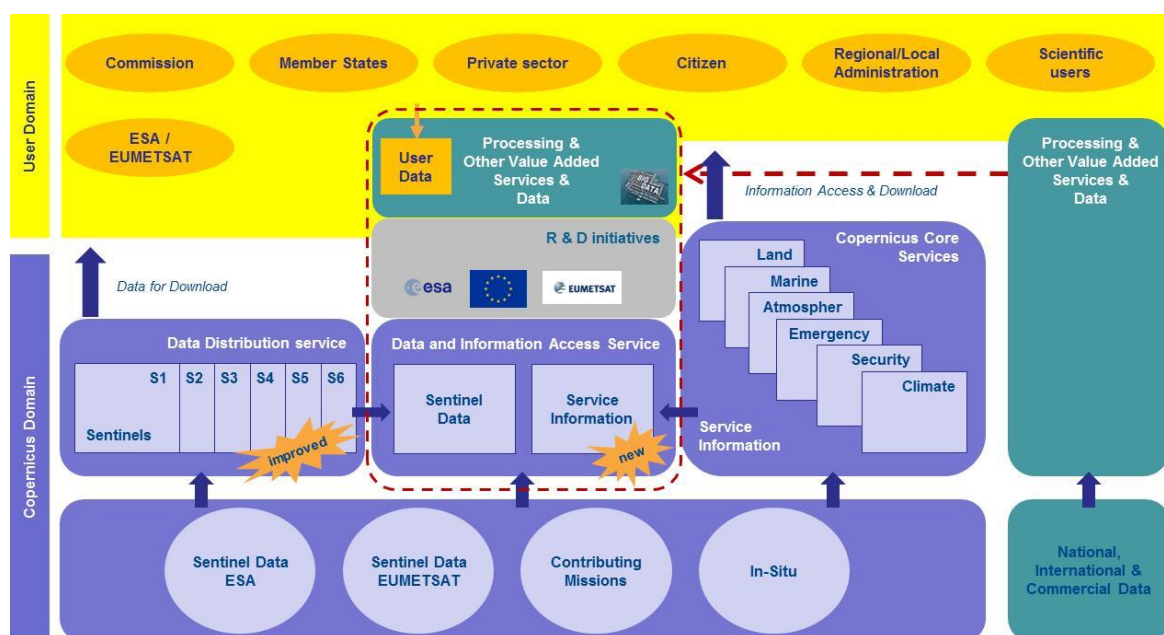 User Domain
Commission
Member States
Private sector
Citizen
Regional/Local
Administration
Scientific
users
ESA /
EUMETSAT
User
Data
Processing &
Other Value Added
Services &
Data
BIG
DATA
Information Access & Download
Processing &
Other Value Added
Services &
Data
Data for Download
R & D initiatives
esa
EUMETSAT
Copernicus Core
Services
Land
Marine
Atmospher
Emergency
Security
Climate
Service
Information
Copernicus Domain
Data Distribution service
S1
S2
S3
S4
S5
S6
Sentinels
improved
Data and Information Access Service
Sentinel
Data
Service
Information
new
Sentinel Data
ESA
Sentinel Data
EUMETSAT
Contributing
Missions
In-Situ
National,
International &
Commercial Data